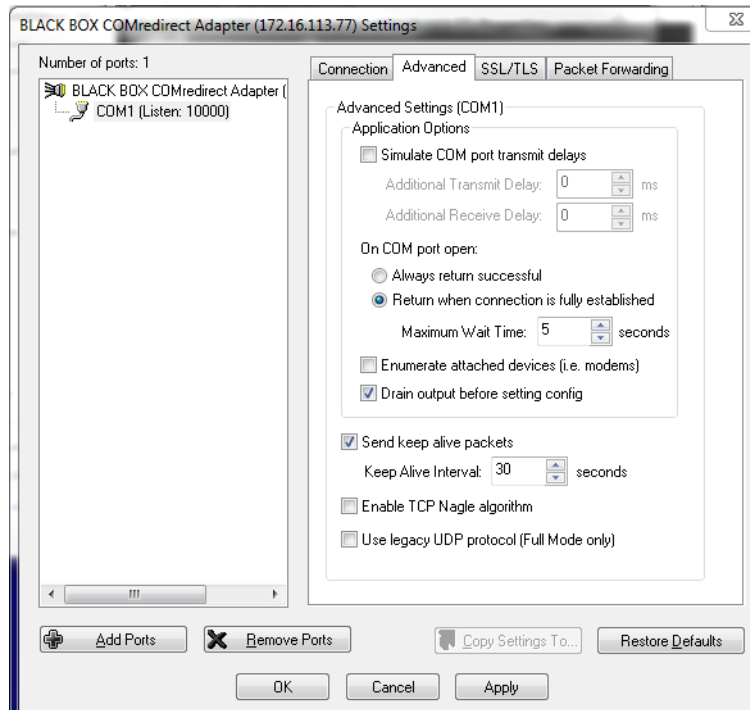 BLACK BOX COMredirect Adapter (172.16.113.77) Settings
Number of ports: 1
BLACK BOX COMredirect Adapter (
COM1 (Listen: 10000)
Connection Advanced SSL/TLS Packet Forwarding
Advanced Settings (COM1)
Application Options
Simulate COM port transmit delays
Additional Transmit Delay: 0 ms
Additional Receive Delay: 0 ms
On COM port open:
Always return successful
Return when connection is fully established
Maximum Wait Time: 5 seconds
Enumerate attached devices (i.e. modems)
Drain output before setting config
Send keep alive packets
Keep Alive Interval: 30 seconds
Enable TCP Nagle algorithm
Use legacy UDP protocol (Full Mode only)
Add Ports Remove Ports Copy Settings To... Restore Defaults
OK Cancel Apply